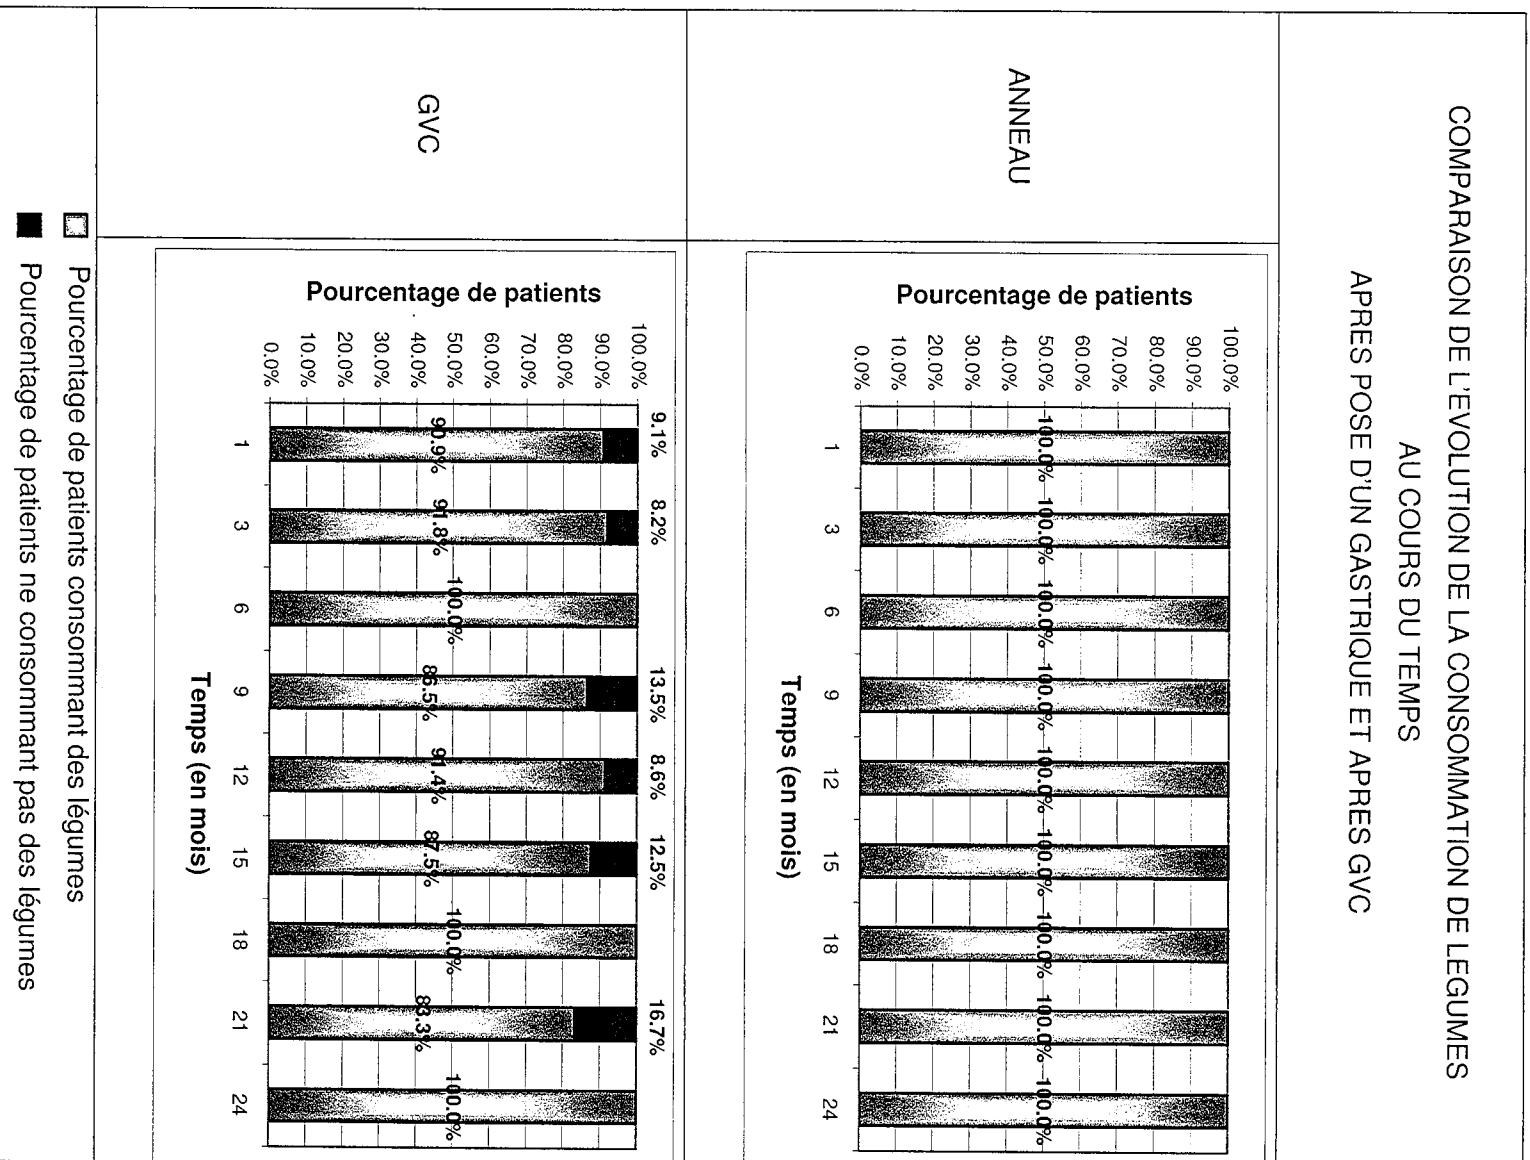 COMPARAISON DE L'EVOLUTION DE LA CONSOMMATION DE LEGUMES
AU COURS DU TEMPS
APRES POSE D'UN GASTRIQUE ET APRES GVC
ANNEAU
Pourcentage de patients
100.0%
90.0%
80.0%
70.0%
60.0%
50.0%
40.0%
30.0%
20.0%
10.0%
0.0%
100.0% 100.0% 100.0% 100.0% 100.0% 100.0% 100.0% 100.0% 100.0%
1 3 6 9 12 15 18 21 24
Temps (en mois)
GVC
Pourcentage de patients
9.1% 8.2% 13.5% 8.6% 12.5% 16.7%
100.0%
90.0%
80.0%
70.0%
60.0%
50.0%
40.0%
30.0%
20.0%
10.0%
0.0%
90.9% 91.8% 100.0% 86.5% 91.4% 87.5% 100.0% 83.3% 100.0%
1 3 6 9 12 15 18 21 24
Temps (en mois)
Pourcentage de patients consommant des légumes
Pourcentage de patients ne consommant pas des légumes